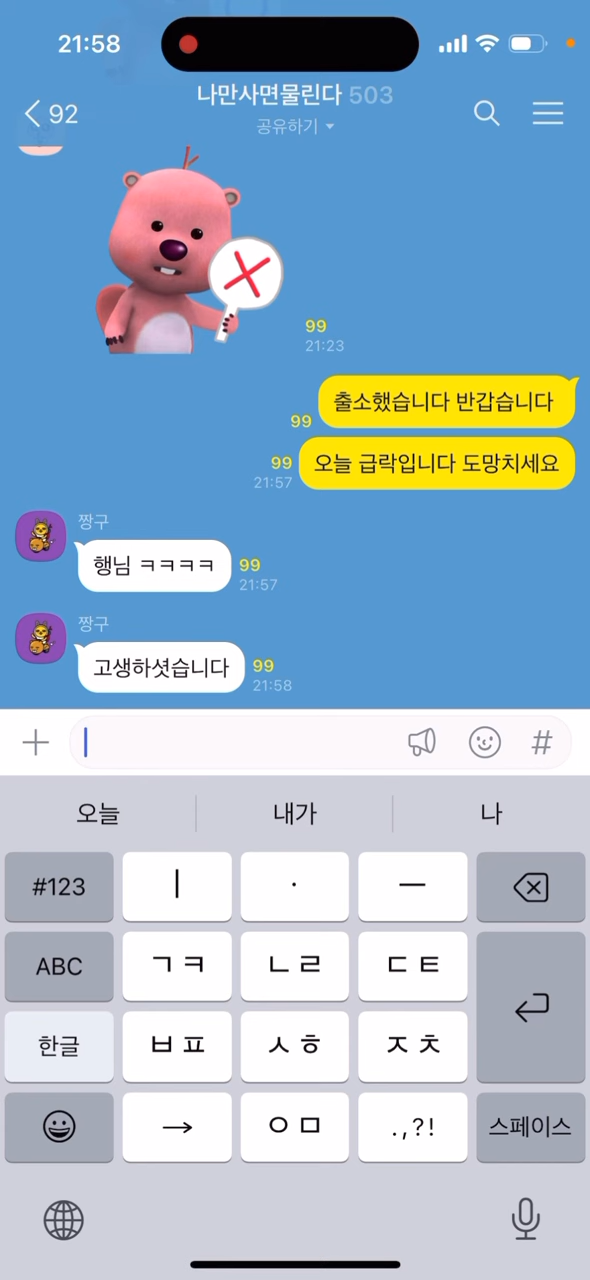 21:58
92
나만사면물린다 503
공유하기
99
21:23
출소했습니다 반갑습니다
99
오늘 급락입니다 도망치세요
99
21:57
짱구
행님 ㅋㅋㅋㅋ
99
21:57
짱구
고생하셧습니다
99
21:58
#
오늘 내가 나
#123 ㅣ · ㅡ
ABC ㄱㅋ ㄴㄹ ㄷㅌ
한글 ㅂㅍ ㅅㅎ ㅈㅊ
→ ㅇㅁ .,?! 스페이스